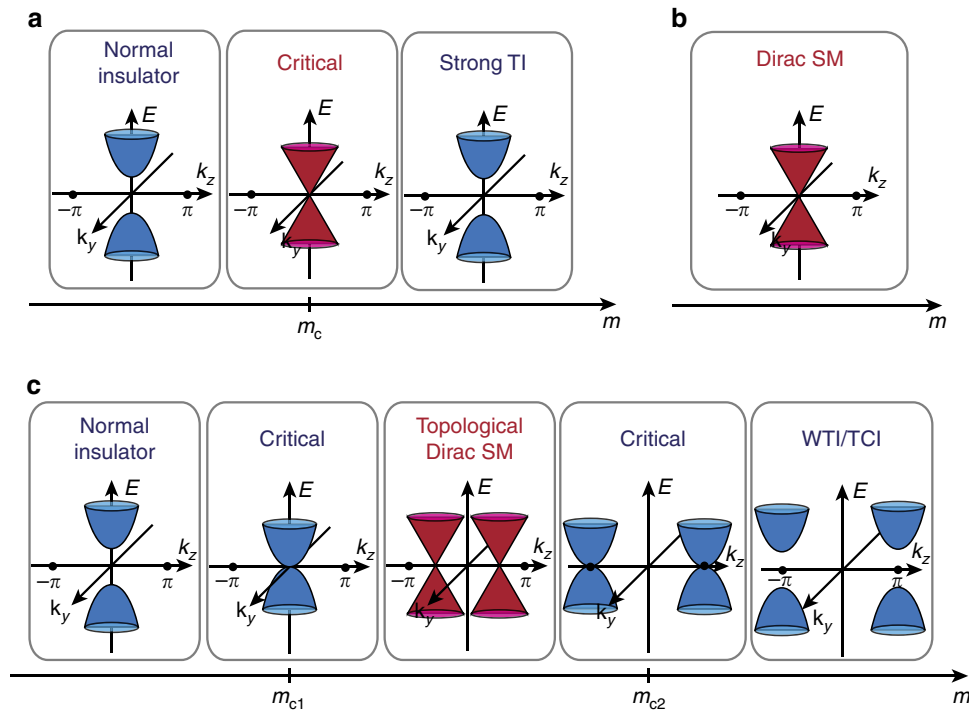 a
Normal
insulator
E
k_z
−π
π
k_y
Critical
E
k_z
−π
π
k_y
Strong TI
E
k_z
−π
π
k_y
m_c
m
b
Dirac SM
E
k_z
−π
π
k_y
m
c
Normal
insulator
E
k_z
−π
π
k_y
Critical
E
k_z
−π
π
k_y
Topological
Dirac SM
E
k_z
−π
π
k_y
Critical
E
k_z
k_y
WTI/TCI
E
k_z
−π
π
k_y
m_c1
m_c2
m